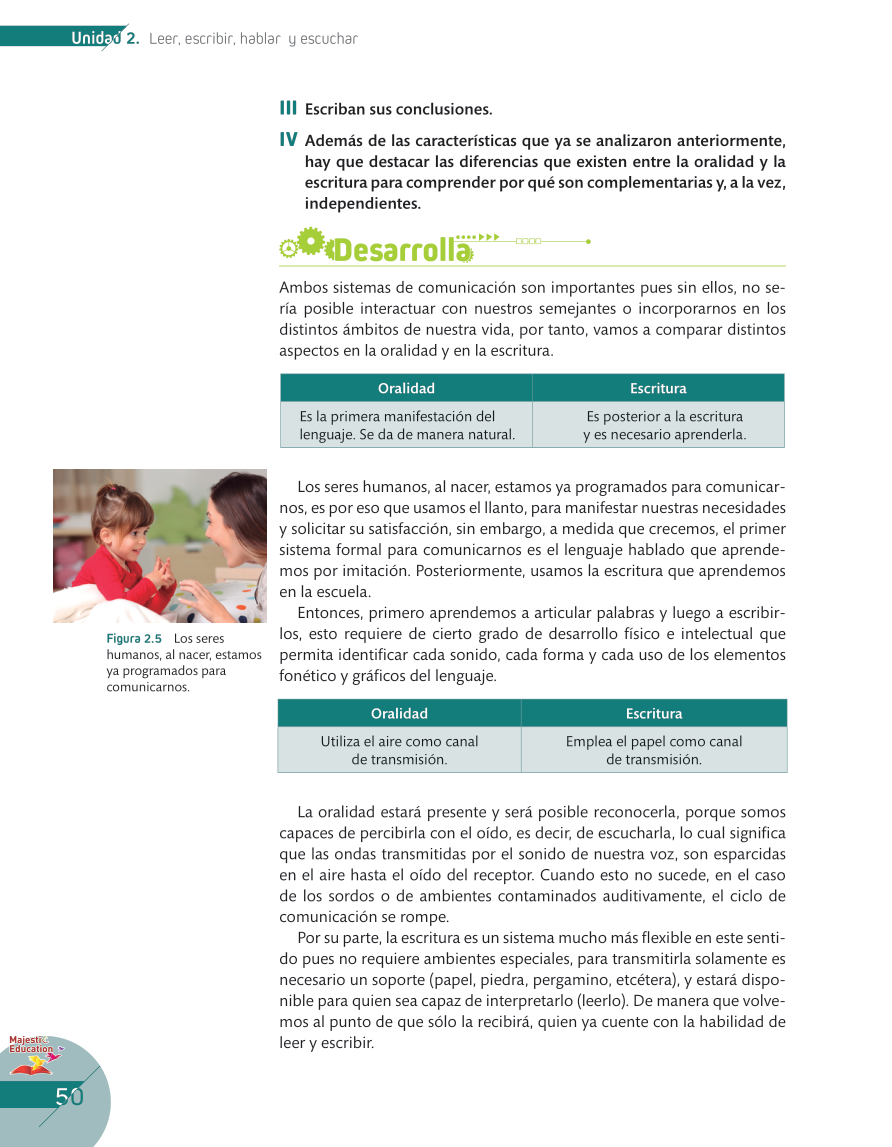 Unidad 2. Leer, escribir, hablar y escuchar
III Escriban sus conclusiones.
IV Además de las características que ya se analizaron anteriormente,
hay que destacar las diferencias que existen entre la oralidad y la
escritura para comprender por qué son complementarias y, a la vez,
independientes.
Desarrolla
Ambos sistemas de comunicación son importantes pues sin ellos, no se-
ría posible interactuar con nuestros semejantes o incorporarnos en los
distintos ámbitos de nuestra vida, por tanto, vamos a comparar distintos
aspectos en la oralidad y en la escritura.
Oralidad Escritura
Es la primera manifestación del
lenguaje. Se da de manera natural.
Es posterior a la escritura
y es necesario aprenderla.
Los seres humanos, al nacer, estamos ya programados para comunicar-
nos, es por eso que usamos el llanto, para manifestar nuestras necesidades
y solicitar su satisfacción, sin embargo, a medida que crecemos, el primer
sistema formal para comunicarnos es el lenguaje hablado que aprende-
mos por imitación. Posteriormente, usamos la escritura que aprendemos
en la escuela.
Entonces, primero aprendemos a articular palabras y luego a escribir-
los, esto requiere de cierto grado de desarrollo físico e intelectual que
permita identificar cada sonido, cada forma y cada uso de los elementos
fonético y gráficos del lenguaje.
Figura 2.5 Los seres
humanos, al nacer, estamos
ya programados para
comunicarnos.
Oralidad Escritura
Utiliza el aire como canal
de transmisión.
Emplea el papel como canal
de transmisión.
La oralidad estará presente y será posible reconocerla, porque somos
capaces de percibirla con el oído, es decir, de escucharla, lo cual significa
que las ondas transmitidas por el sonido de nuestra voz, son esparcidas
en el aire hasta el oído del receptor. Cuando esto no sucede, en el caso
de los sordos o de ambientes contaminados auditivamente, el ciclo de
comunicación se rompe.
Por su parte, la escritura es un sistema mucho más flexible en este senti-
do pues no requiere ambientes especiales, para transmitirla solamente es
necesario un soporte (papel, piedra, pergamino, etcétera), y estará dispo-
nible para quien sea capaz de interpretarlo (leerlo). De manera que volve-
mos al punto de que sólo la recibirá, quien ya cuente con la habilidad de
leer y escribir.
Majestic
Education
50